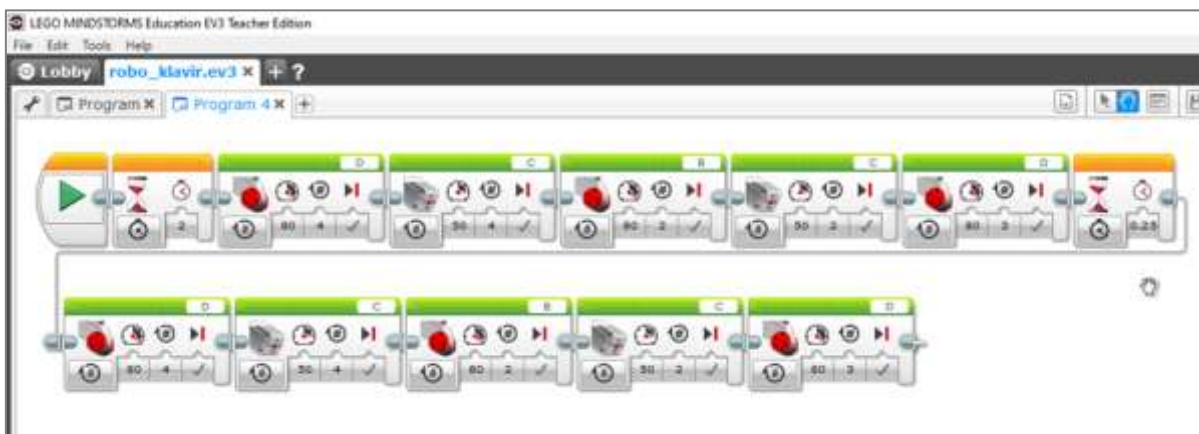 LEGO MINDSTORMS Education EV3 Teacher Edition
File Edit Tools Help
Lobby robo_klavir.ev3 × + ?
Program × Program 4 × +
D C B C D
2 80 4 50 4 80 2 50 2 80 3 0.25
D C B C D
80 4 50 4 80 2 50 2 80 3